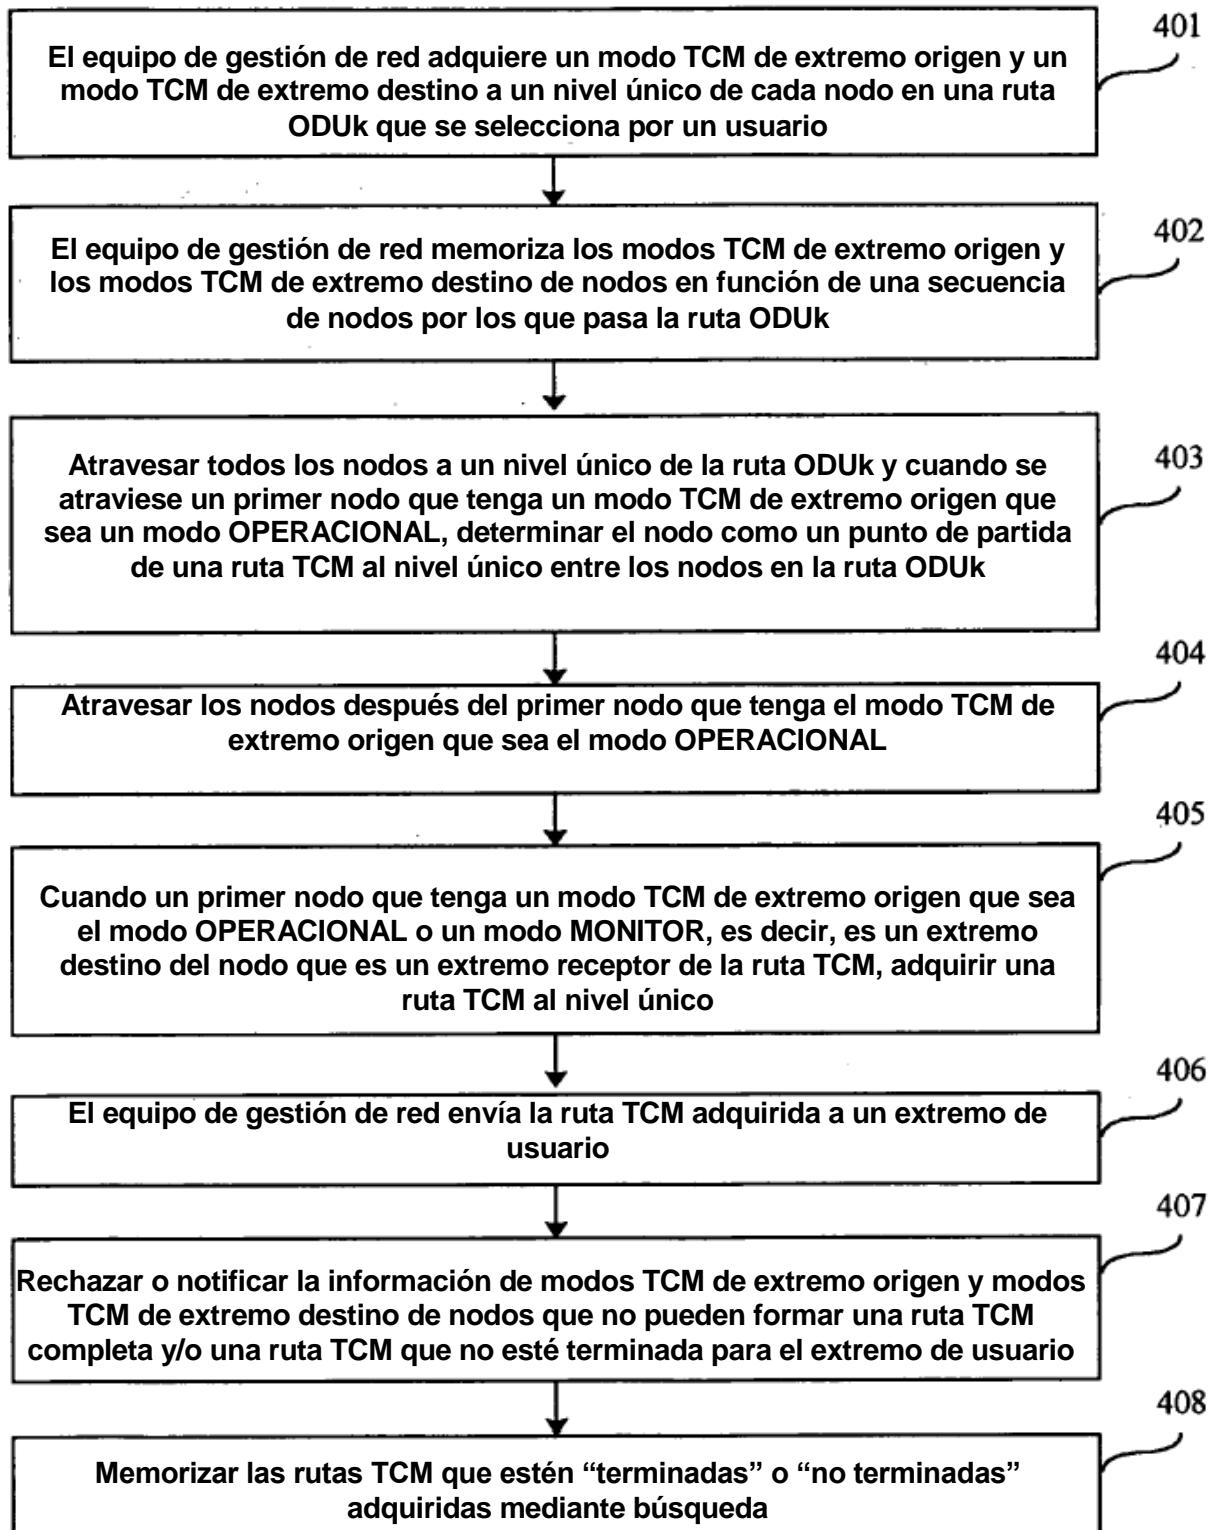 401
El equipo de gestión de red adquiere un modo TCM de extremo origen y un
modo TCM de extremo destino a un nivel único de cada nodo en una ruta
ODUk que se selecciona por un usuario
402
El equipo de gestión de red memoriza los modos TCM de extremo origen y
los modos TCM de extremo destino de nodos en función de una secuencia
de nodos por los que pasa la ruta ODUk
403
Atravesar todos los nodos a un nivel único de la ruta ODUk y cuando se
atraviese un primer nodo que tenga un modo TCM de extremo origen que
sea un modo OPERACIONAL, determinar el nodo como un punto de partida
de una ruta TCM al nivel único entre los nodos en la ruta ODUk
404
Atravesar los nodos después del primer nodo que tenga el modo TCM de
extremo origen que sea el modo OPERACIONAL
405
Cuando un primer nodo que tenga un modo TCM de extremo origen que sea
el modo OPERACIONAL o un modo MONITOR, es decir, es un extremo
destino del nodo que es un extremo receptor de la ruta TCM, adquirir una
ruta TCM al nivel único
406
El equipo de gestión de red envía la ruta TCM adquirida a un extremo de
usuario
407
Rechazar o notificar la información de modos TCM de extremo origen y modos
TCM de extremo destino de nodos que no pueden formar una ruta TCM
completa y/o una ruta TCM que no esté terminada para el extremo de usuario
408
Memorizar las rutas TCM que estén “terminadas” o “no terminadas”
adquiridas mediante búsqueda